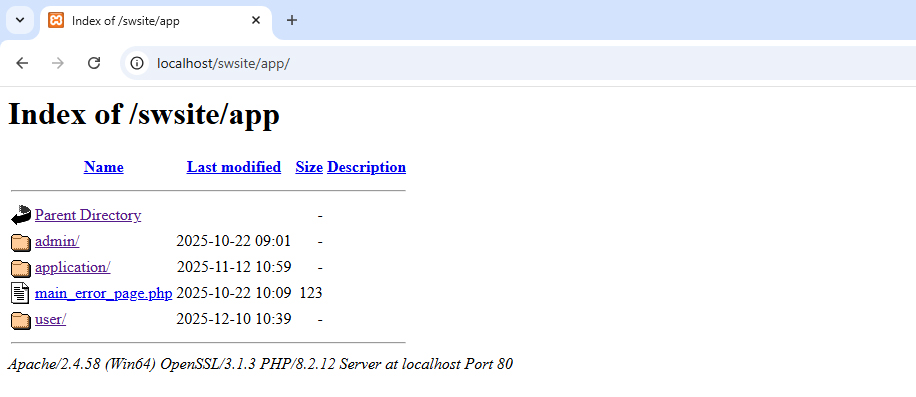 Index of /swsite/app
localhost/swsite/app/
Index of /swsite/app
Name Last modified Size Description
Parent Directory -
admin/ 2025-10-22 09:01 -
application/ 2025-11-12 10:59 -
main_error_page.php 2025-10-22 10:09 123
user/ 2025-12-10 10:39 -
Apache/2.4.58 (Win64) OpenSSL/3.1.3 PHP/8.2.12 Server at localhost Port 80